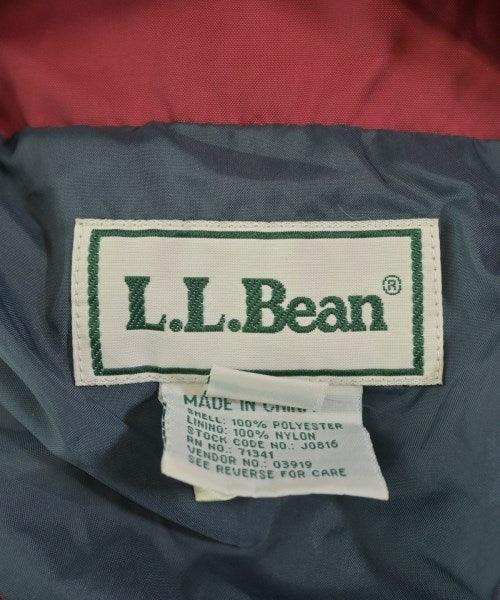 L.L.Bean®
MADE IN CHINA
SHELL: 100% POLYESTER
LINING: 100% NYLON
STOCK CODE NO.: J0816
RN NO.: 71341
VENDOR NO.: 03919
SEE REVERSE FOR CARE